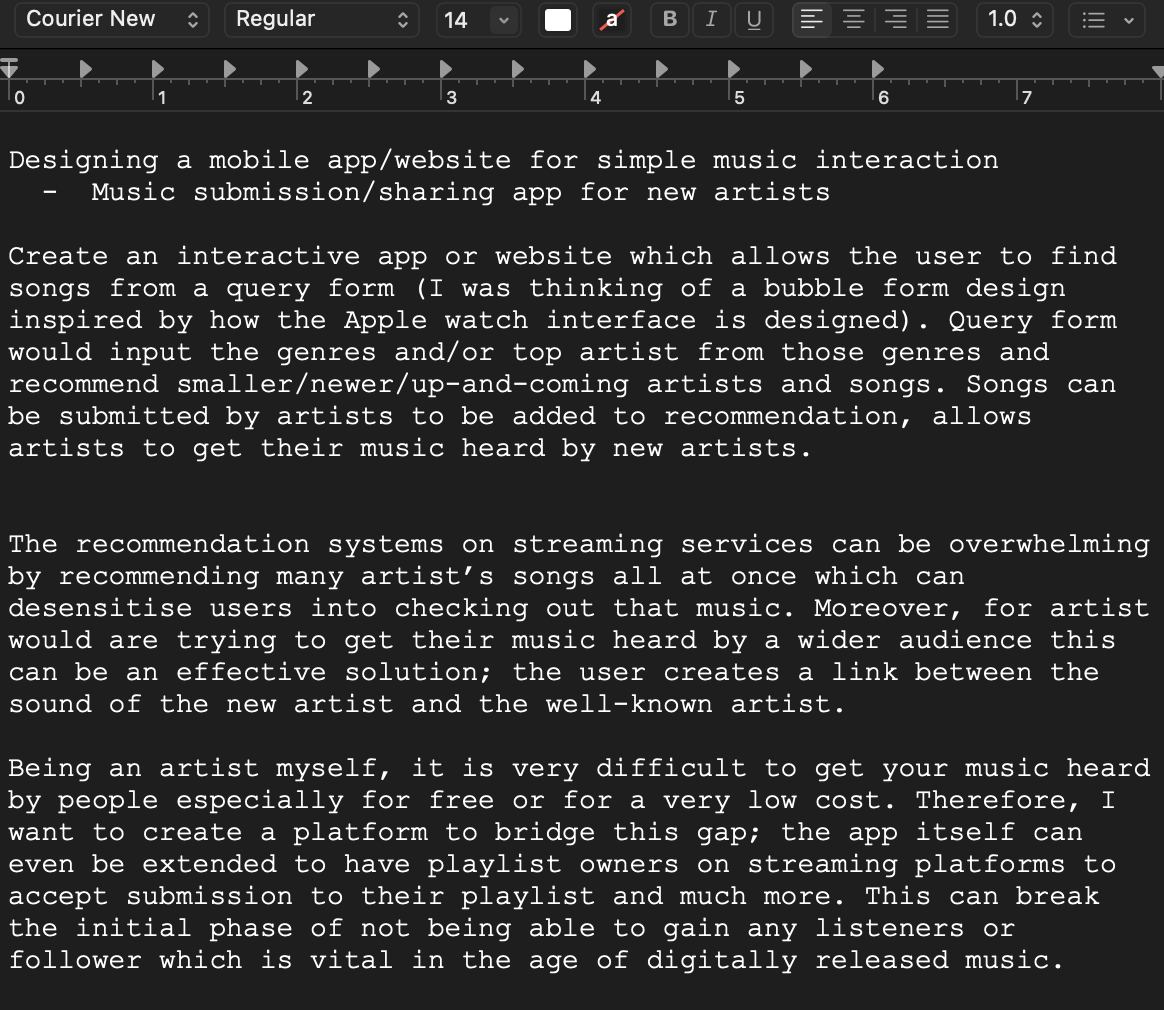 Courier New Regular 14 a B I U 1.0
0 1 2 3 4 5 6 7
Designing a mobile app/website for simple music interaction
- Music submission/sharing app for new artists
Create an interactive app or website which allows the user to find
songs from a query form (I was thinking of a bubble form design
inspired by how the Apple watch interface is designed). Query form
would input the genres and/or top artist from those genres and
recommend smaller/newer/up-and-coming artists and songs. Songs can
be submitted by artists to be added to recommendation, allows
artists to get their music heard by new artists.
The recommendation systems on streaming services can be overwhelming
by recommending many artist’s songs all at once which can
desensitise users into checking out that music. Moreover, for artist
would are trying to get their music heard by a wider audience this
can be an effective solution; the user creates a link between the
sound of the new artist and the well-known artist.
Being an artist myself, it is very difficult to get your music heard
by people especially for free or for a very low cost. Therefore, I
want to create a platform to bridge this gap; the app itself can
even be extended to have playlist owners on streaming platforms to
accept submission to their playlist and much more. This can break
the initial phase of not being able to gain any listeners or
follower which is vital in the age of digitally released music.